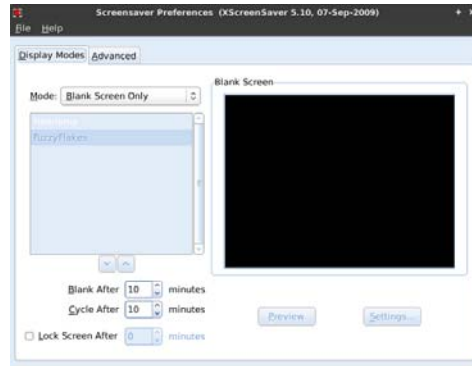 Screensaver Preferences (XScreenSaver 5.10, 07-Sep-2009)
File Help
Display Modes Advanced
Blank Screen
Mode: Blank Screen Only
FuzzyFlakes
Blank After 10 minutes
Cycle After 10 minutes
Preview Settings...
Lock Screen After 0 minutes